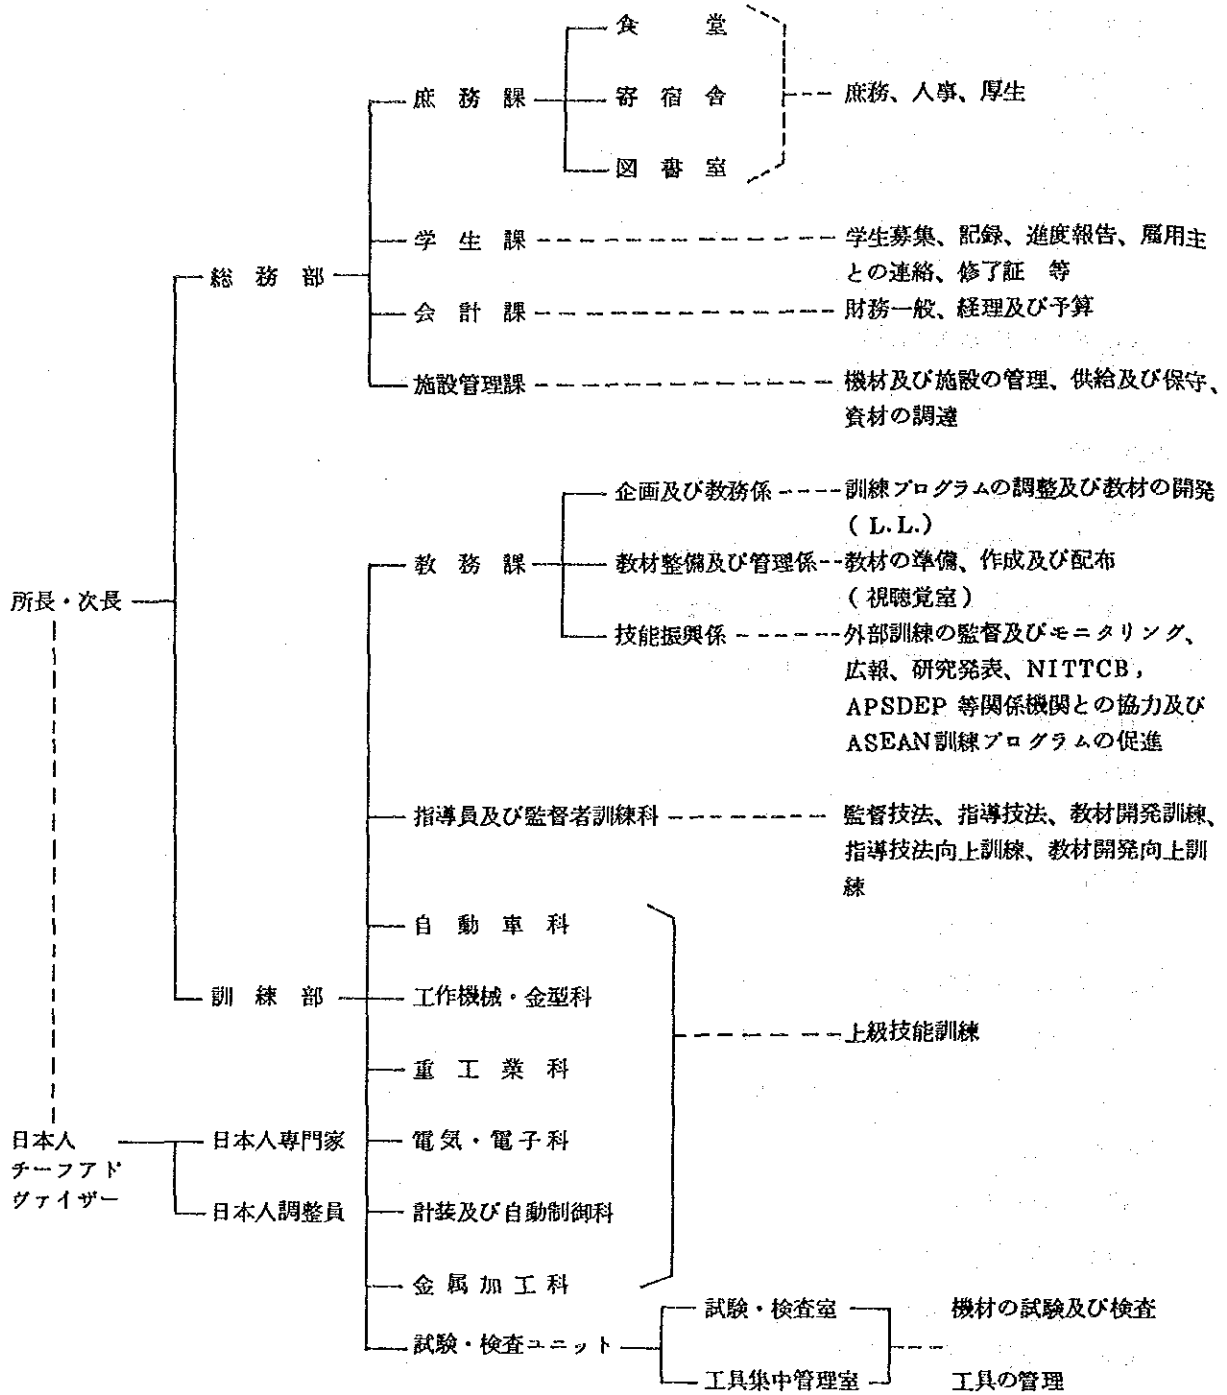 食堂
庶務課
寄宿舎
庶務、人事、厚生
図書室
学生課
学生募集、記録、進度報告、雇用主
との連絡、修了証 等
総務部
会計課
財務一般、経理及び予算
施設管理課
機材及び施設の管理、供給及び保守、
資材の調達
企画及び教務係
訓練プログラムの調整及び教材の開発
( L.L.)
教務課
教材整備及び管理係
教材の準備、作成及び配布
( 視聴覚室 )
所長・次長
技能振興係
外部訓練の監督及びモニタリング、
広報、研究発表、NITTCB,
APSDEP 等関係機関との協力及び
ASEAN訓練プログラムの促進
指導員及び監督者訓練科
監督技法、指導技法、教材開発訓練、
指導技法向上訓練、教材開発向上訓
練
自動車科
訓練部
工作機械・金型科
上級技能訓練
重工業科
日本人
チーフアド
ヴァイザー
日本人専門家
電気・電子科
日本人調整員
計装及び自動制御科
金属加工科
試験・検査室
機材の試験及び検査
試験・検査ユニット
工具集中管理室
工具の管理